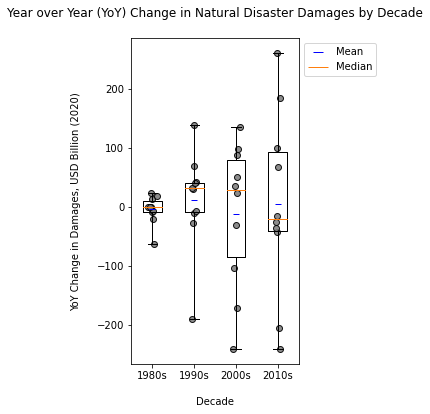 Year over Year (YoY) Change in Natural Disaster Damages by Decade
Mean
Median
YoY Change in Damages, USD Billion (2020)
200
100
0
−100
−200
1980s 1990s 2000s 2010s
Decade